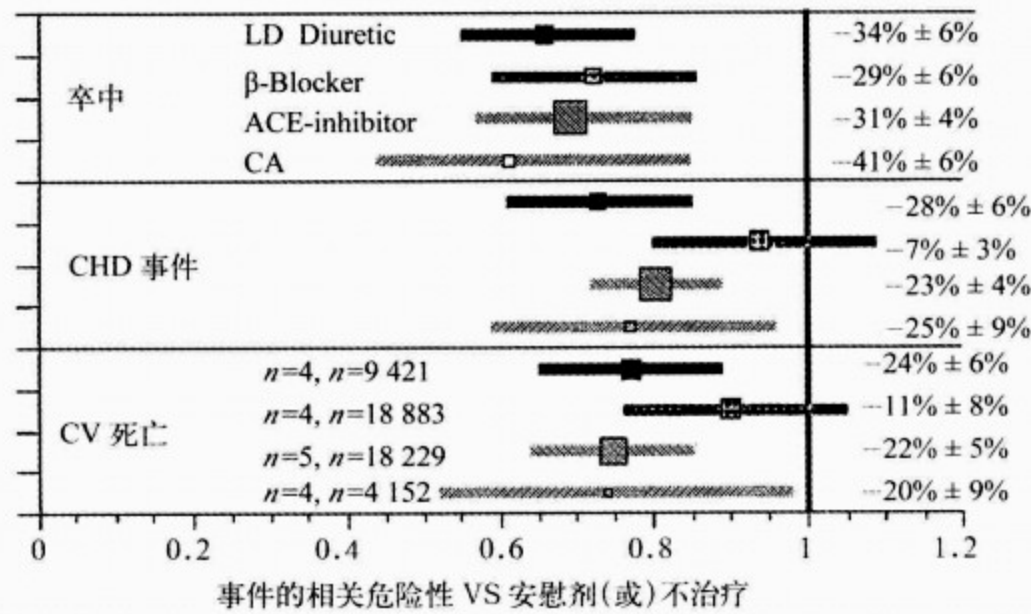 LD Diuretic −34% ± 6%
β-Blocker −29% ± 6%
卒中
ACE-inhibitor −31% ± 4%
CA −41% ± 6%
−28% ± 6%
−7% ± 3%
CHD 事件
−23% ± 4%
−25% ± 9%
n=4, n=9 421 −24% ± 6%
n=4, n=18 883 −11% ± 8%
CV 死亡
n=5, n=18 229 −22% ± 5%
n=4, n=4 152 −20% ± 9%
0 0.2 0.4 0.6 0.8 1 1.2
事件的相关危险性 VS 安慰剂(或)不治疗